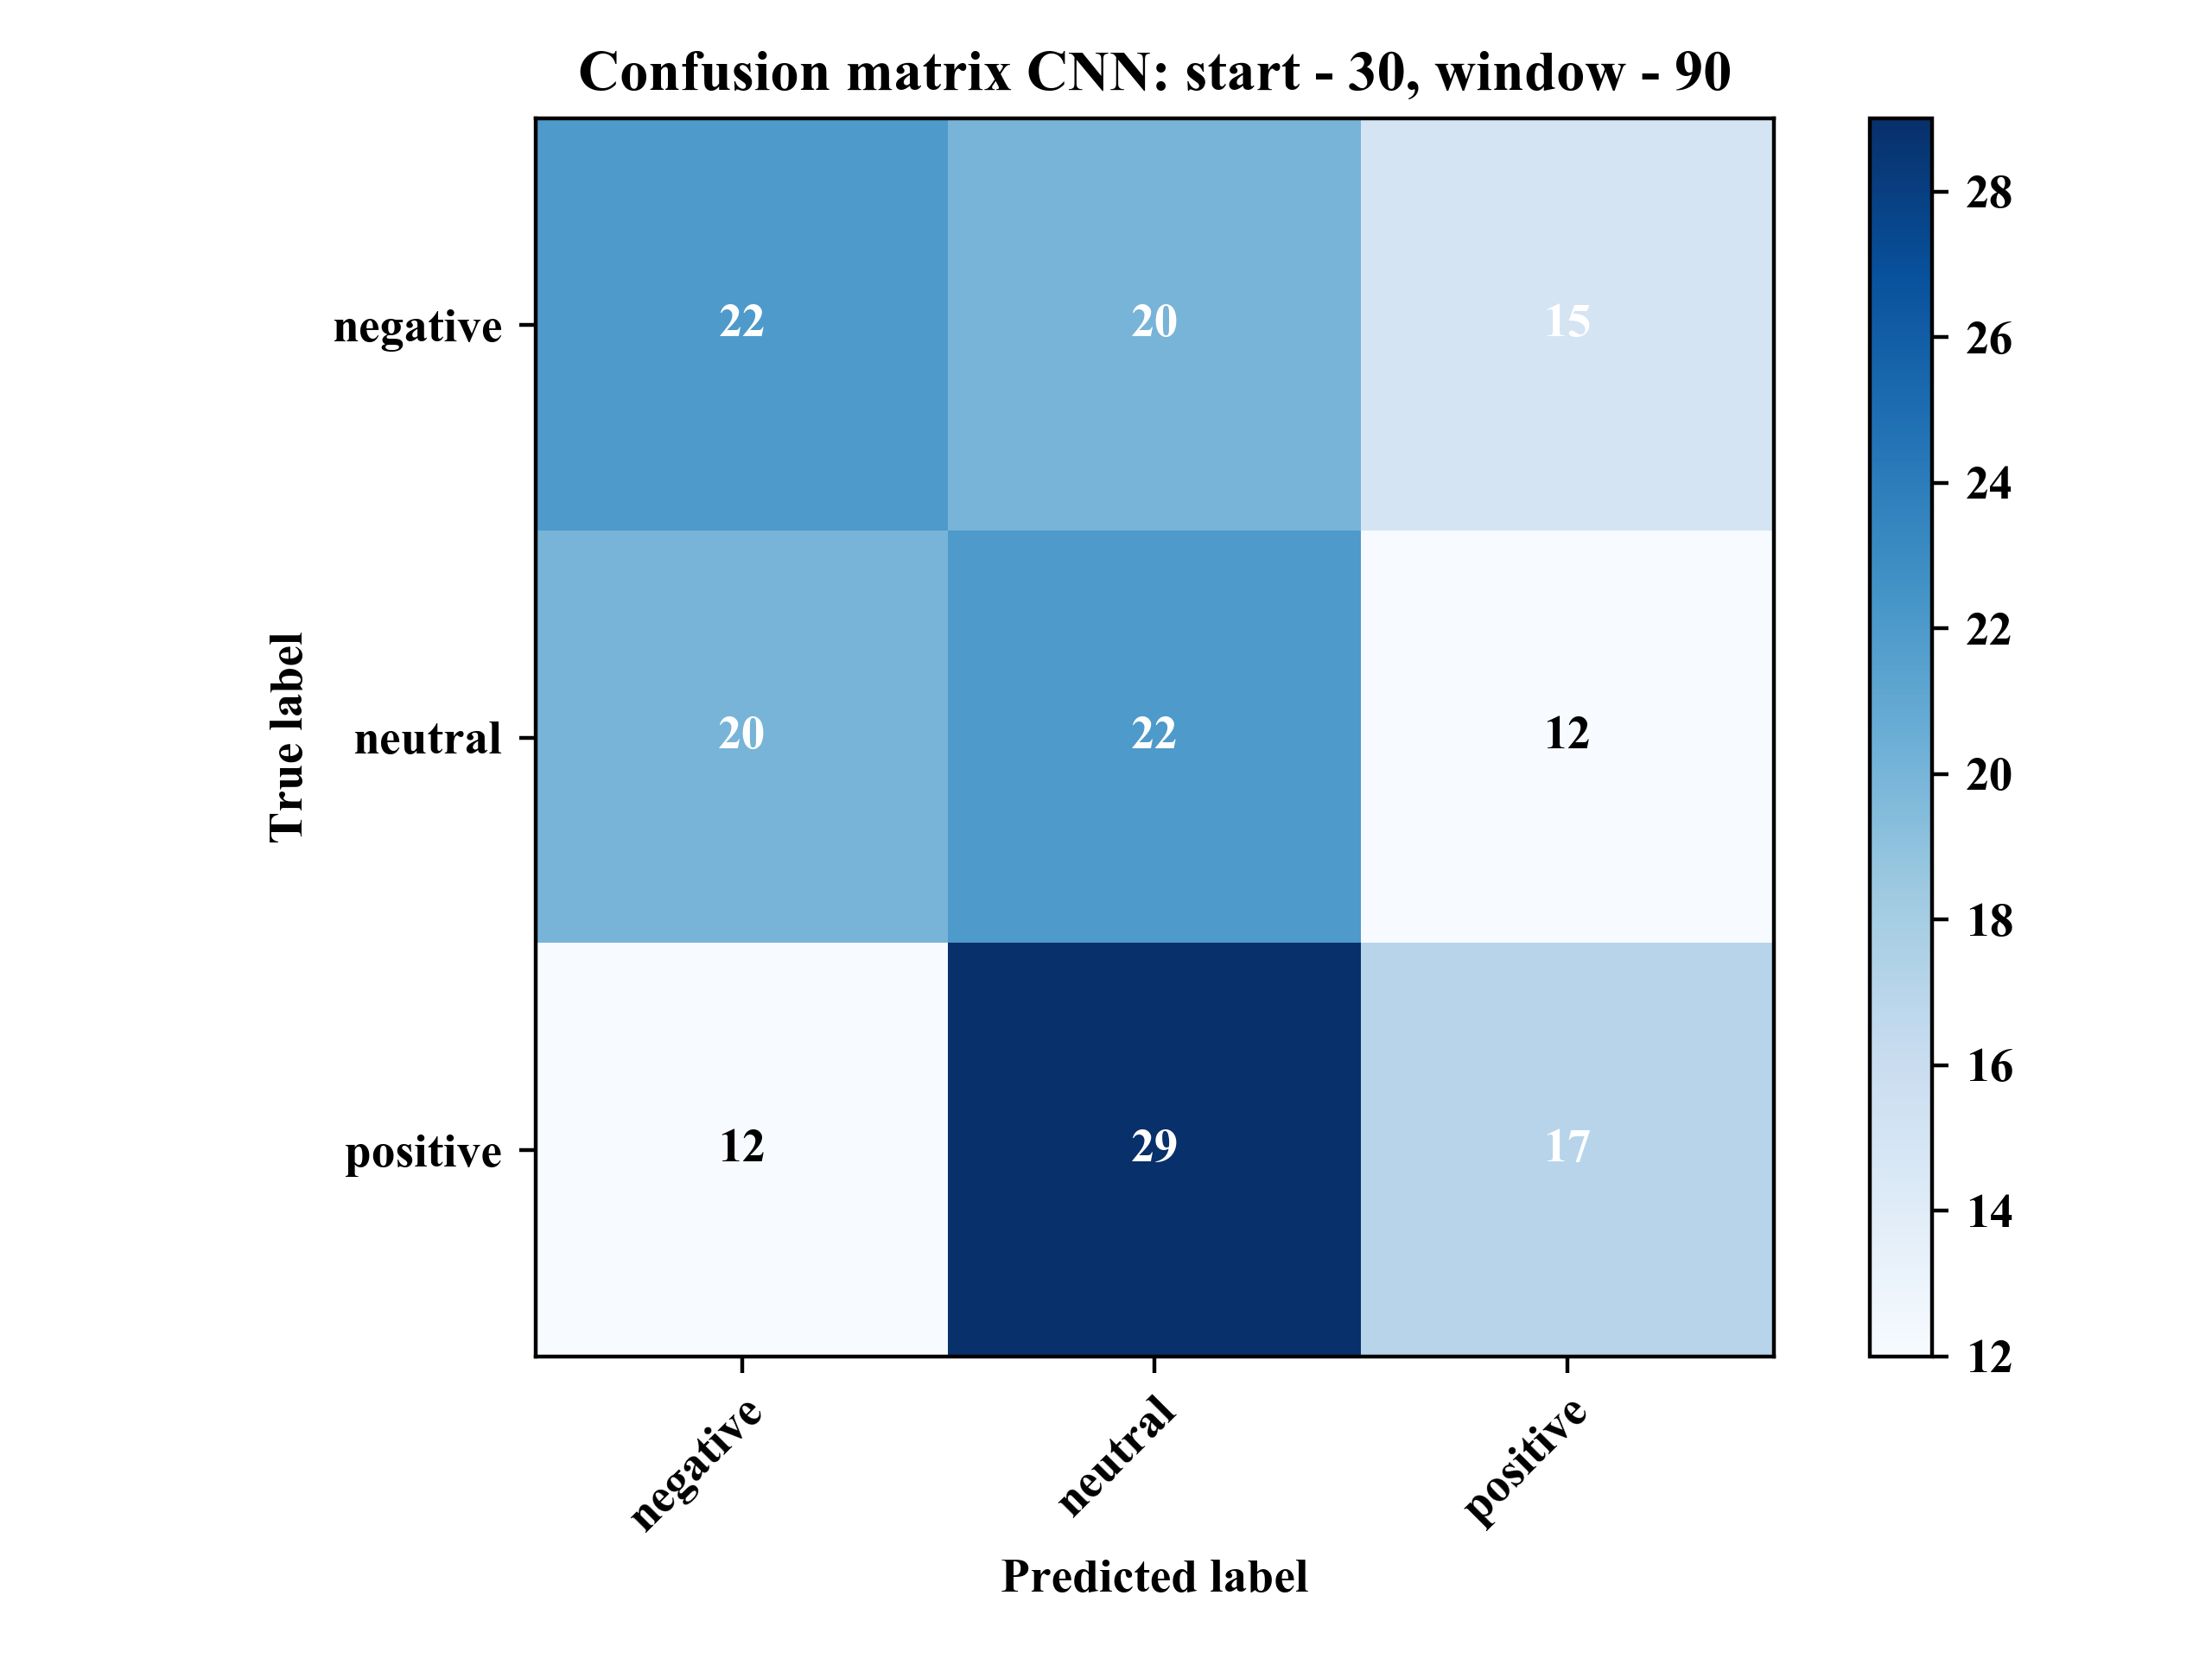 Confusion matrix CNN: start - 30, window - 90
True label
negative 22 20 15
neutral 20 22 12
positive 12 29 17
negative neutral positive
Predicted label
28
26
24
22
20
18
16
14
12